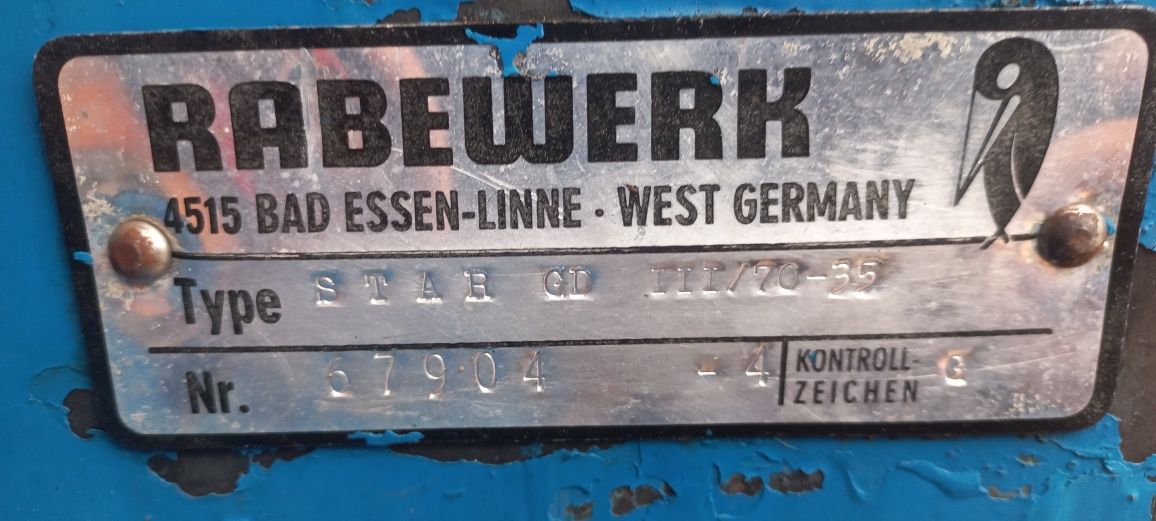 RABEWERK
4515 BAD ESSEN-LINNE · WEST GERMANY
Type STAR GD III/70-35
Nr. 67904 -4 KONTROLL-
ZEICHEN G